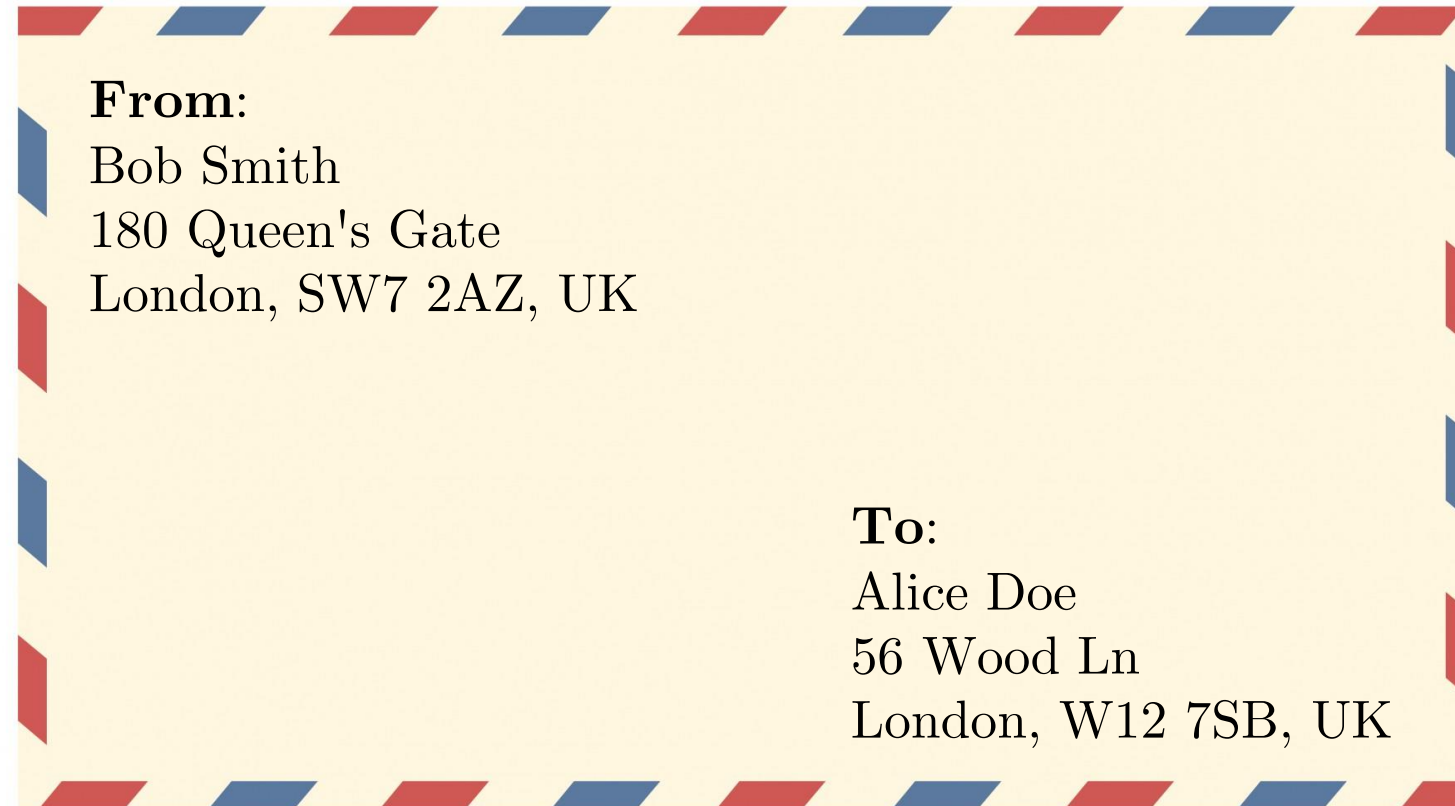 From:
Bob Smith
180 Queen's Gate
London, SW7 2AZ, UK
To:
Alice Doe
56 Wood Ln
London, W12 7SB, UK